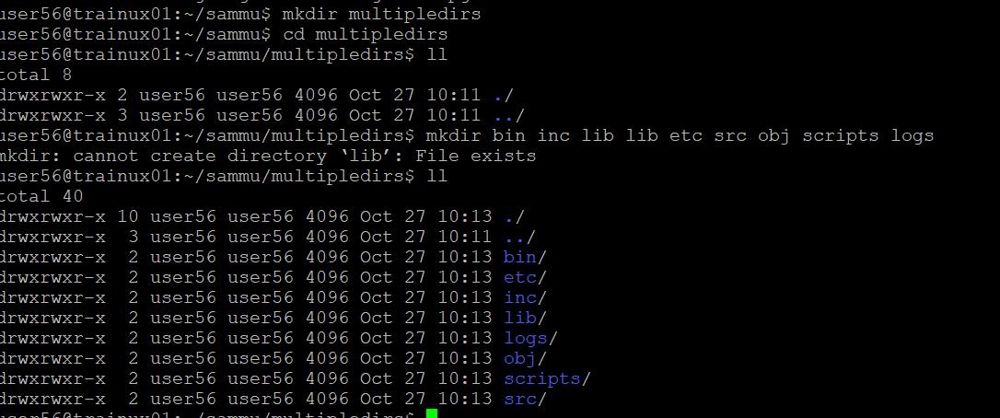 user56@trainux01:~/sammu$ mkdir multipledirs
user56@trainux01:~/sammu$ cd multipledirs
user56@trainux01:~/sammu/multipledirs$ ll
total 8
drwxrwxr-x 2 user56 user56 4096 Oct 27 10:11 ./
drwxrwxr-x 3 user56 user56 4096 Oct 27 10:11 ../
user56@trainux01:~/sammu/multipledirs$ mkdir bin inc lib lib etc src obj scripts logs
mkdir: cannot create directory ‘lib’: File exists
user56@trainux01:~/sammu/multipledirs$ ll
total 40
drwxrwxr-x 10 user56 user56 4096 Oct 27 10:13 ./
drwxrwxr-x  3 user56 user56 4096 Oct 27 10:11 ../
drwxrwxr-x  2 user56 user56 4096 Oct 27 10:13 bin/
drwxrwxr-x  2 user56 user56 4096 Oct 27 10:13 etc/
drwxrwxr-x  2 user56 user56 4096 Oct 27 10:13 inc/
drwxrwxr-x  2 user56 user56 4096 Oct 27 10:13 lib/
drwxrwxr-x  2 user56 user56 4096 Oct 27 10:13 logs/
drwxrwxr-x  2 user56 user56 4096 Oct 27 10:13 obj/
drwxrwxr-x  2 user56 user56 4096 Oct 27 10:13 scripts/
drwxrwxr-x  2 user56 user56 4096 Oct 27 10:13 src/
user56@trainux01:~/sammu/multipledirs$